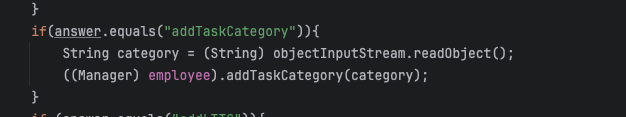 }
if(answer.equals("addTaskCategory")){
String category = (String) objectInputStream.readObject();
((Manager) employee).addTaskCategory(category);
}